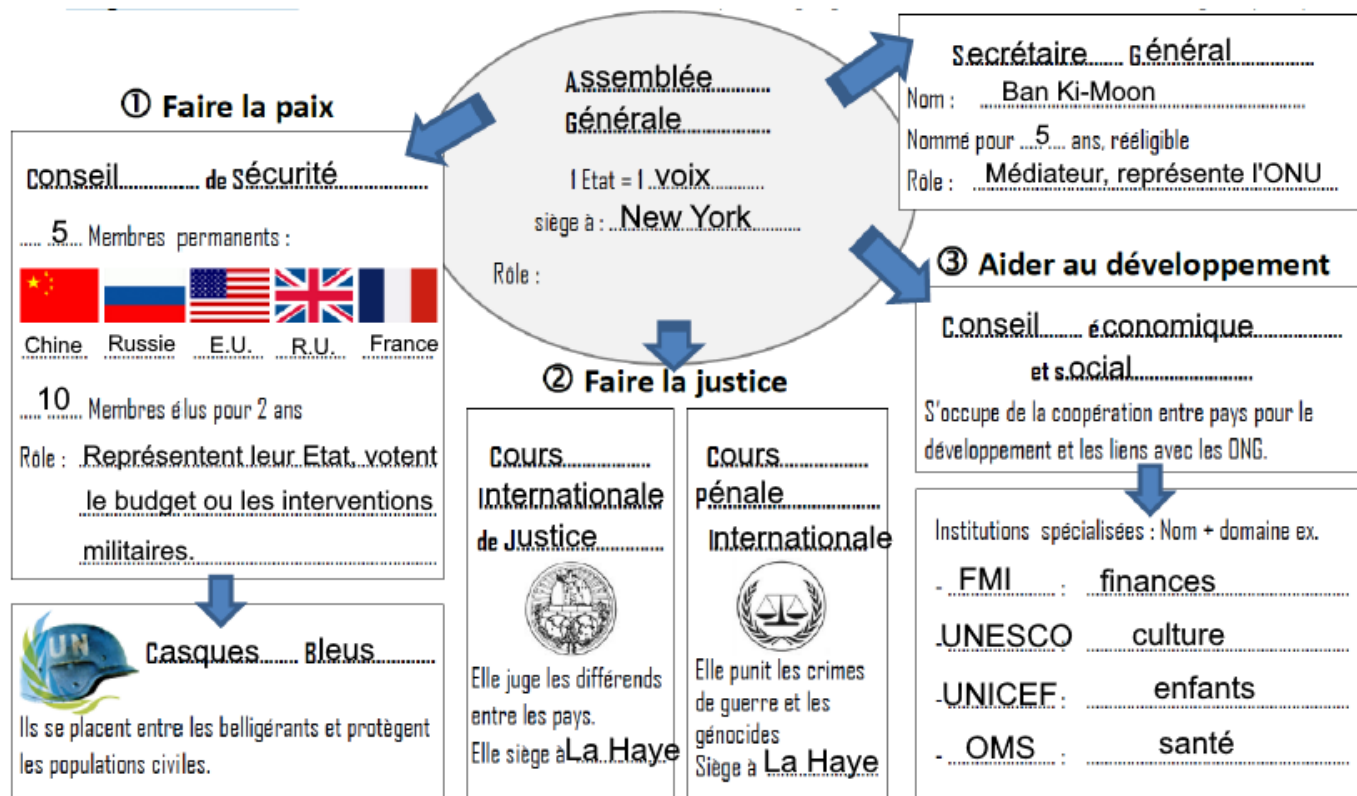 Assemblée
Générale
1 Etat = 1 voix
siège à : New York
Rôle :
Secrétaire Général
Nom : Ban Ki-Moon
Nommé pour 5 ans, rééligible
Rôle : Médiateur, représente l'ONU
① Faire la paix
Conseil de Sécurité
5 Membres permanents :
Chine Russie E.U. R.U. France
10 Membres élus pour 2 ans
Rôle : Représentent leur Etat, votent
le budget ou les interventions
militaires.
UN
Casques Bleus
Ils se placent entre les belligérants et protègent
les populations civiles.
② Faire la justice
Cours
Internationale
de Justice
Elle juge les différends
entre les pays.
Elle siège à La Haye
Cours
Pénale
Internationale
Elle punit les crimes
de guerre et les
génocides
Siège à La Haye
③ Aider au développement
Conseil économique
et social
S'occupe de la coopération entre pays pour le
développement et les liens avec les ONG.
Institutions spécialisées : Nom + domaine ex.
- FMI : finances
-UNESCO culture
-UNICEF : enfants
- OMS : santé